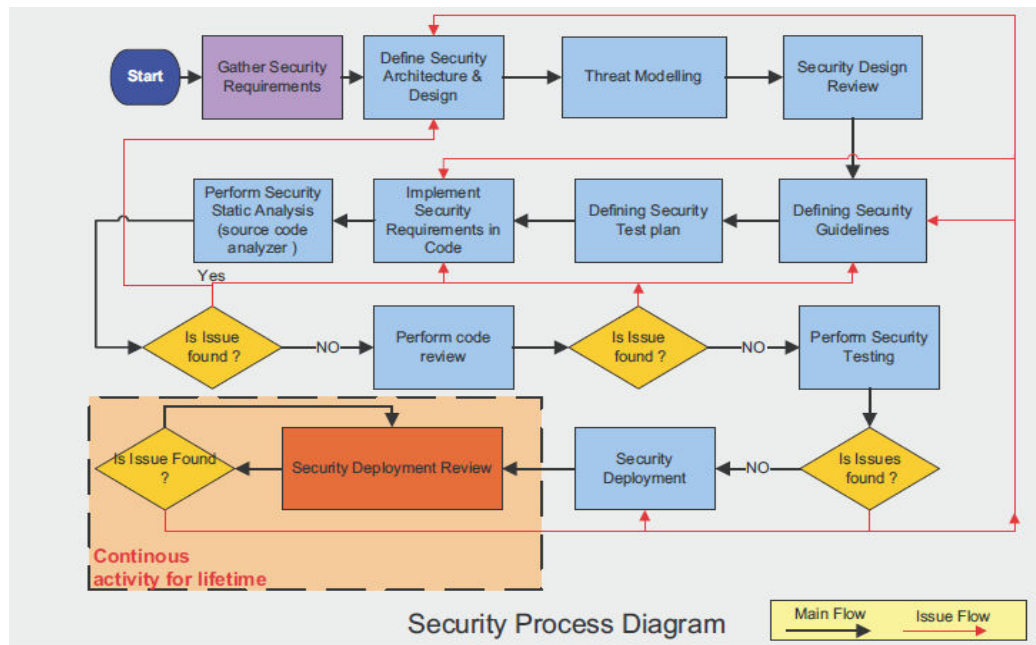 Start
Gather Security
Requirements
Define Security
Architecture &
Design
Threat Modelling
Security Design
Review
Perform Security
Static Analysis
(source code
analyzer )
Implement
Security
Requirements in
Code
Defining Security
Test plan
Defining Security
Guidelines
Yes
Is Issue
found ?
NO
Perform code
review
Is Issue
found ?
NO
Perform Security
Testing
Is Issue Found
?
Security Deployment Review
Security
Deployment
NO
Is Issues
found ?
Continous
activity for lifetime
Security Process Diagram
Main Flow
Issue Flow